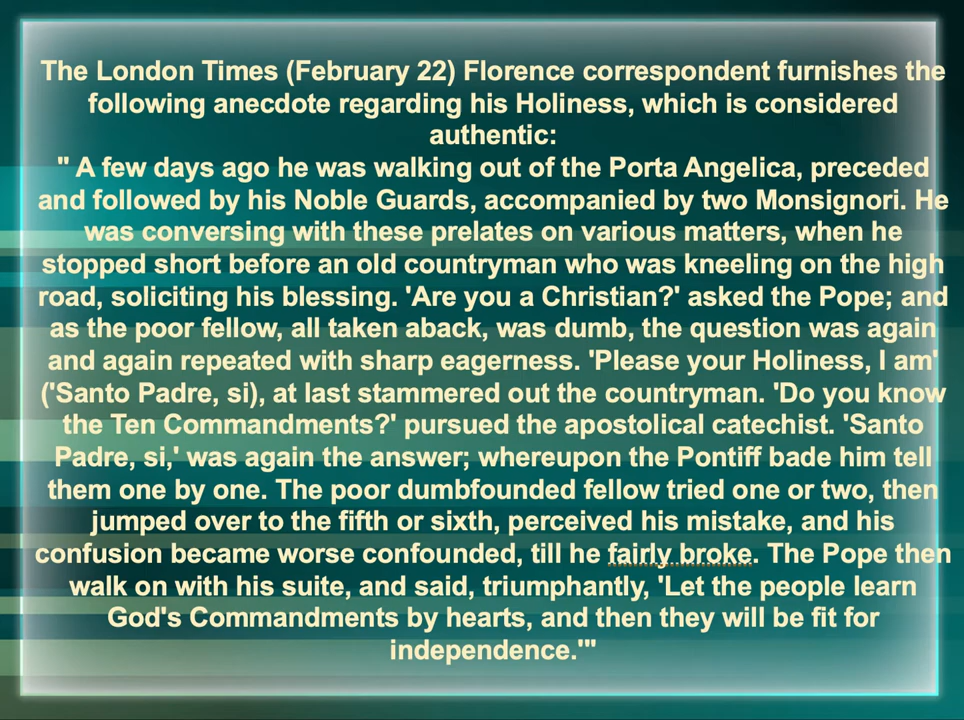 The London Times (February 22) Florence correspondent furnishes the
following anecdote regarding his Holiness, which is considered
authentic:
" A few days ago he was walking out of the Porta Angelica, preceded
and followed by his Noble Guards, accompanied by two Monsignori. He
was conversing with these prelates on various matters, when he
stopped short before an old countryman who was kneeling on the high
road, soliciting his blessing. 'Are you a Christian?' asked the Pope; and
as the poor fellow, all taken aback, was dumb, the question was again
and again repeated with sharp eagerness. 'Please your Holiness, I am'
('Santo Padre, si), at last stammered out the countryman. 'Do you know
the Ten Commandments?' pursued the apostolical catechist. 'Santo
Padre, si,' was again the answer; whereupon the Pontiff bade him tell
them one by one. The poor dumbfounded fellow tried one or two, then
jumped over to the fifth or sixth, perceived his mistake, and his
confusion became worse confounded, till he fairly broke. The Pope then
walk on with his suite, and said, triumphantly, 'Let the people learn
God's Commandments by hearts, and then they will be fit for
independence.'"